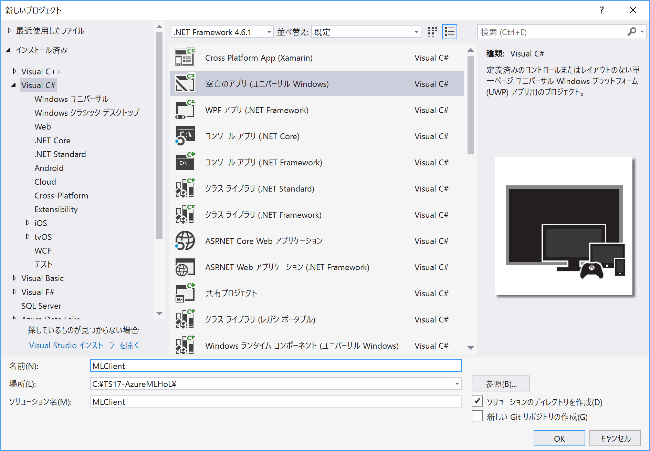 新しいプロジェクト
? ×
最近使用したファイル
インストール済み
Visual C++
Visual C#
Windows ユニバーサル
Windows クラシック デスクトップ
Web
.NET Core
.NET Standard
Android
Cloud
Cross-Platform
Extensibility
iOS
tvOS
WCF
テスト
Visual Basic
Visual F#
SQL Server
Azure Data Lake
探しているものが見つからない場合
Visual Studio インストーラーを開く
.NET Framework 4.6.1 並べ替え: 既定
Cross Platform App (Xamarin) Visual C#
空白のアプリ (ユニバーサル Windows) Visual C#
WPF アプリ (.NET Framework) Visual C#
コンソール アプリ (.NET Core) Visual C#
コンソール アプリ (.NET Framework) Visual C#
クラス ライブラリ (.NET Standard) Visual C#
クラス ライブラリ (.NET Framework) Visual C#
ASP.NET Core Web アプリケーション Visual C#
ASP.NET Web アプリケーション (.NET Framework) Visual C#
共有プロジェクト Visual C#
クラス ライブラリ (レガシ ポータブル) Visual C#
Windows ランタイム コンポーネント (ユニバーサル Windows) Visual C#
検索 (Ctrl+E)
種類: Visual C#
定義済みのコントロールまたはレイアウトのない単
一ページ ユニバーサル Windows プラットフォーム
(UWP) アプリ用のプロジェクト。
名前(N): MLClient
場所(L): C:¥TS17-AzureMLHoL¥
参照(B)...
ソリューション名(M): MLClient
ソリューションのディレクトリを作成(D)
新しい Git リポジトリの作成(G)
OK キャンセル